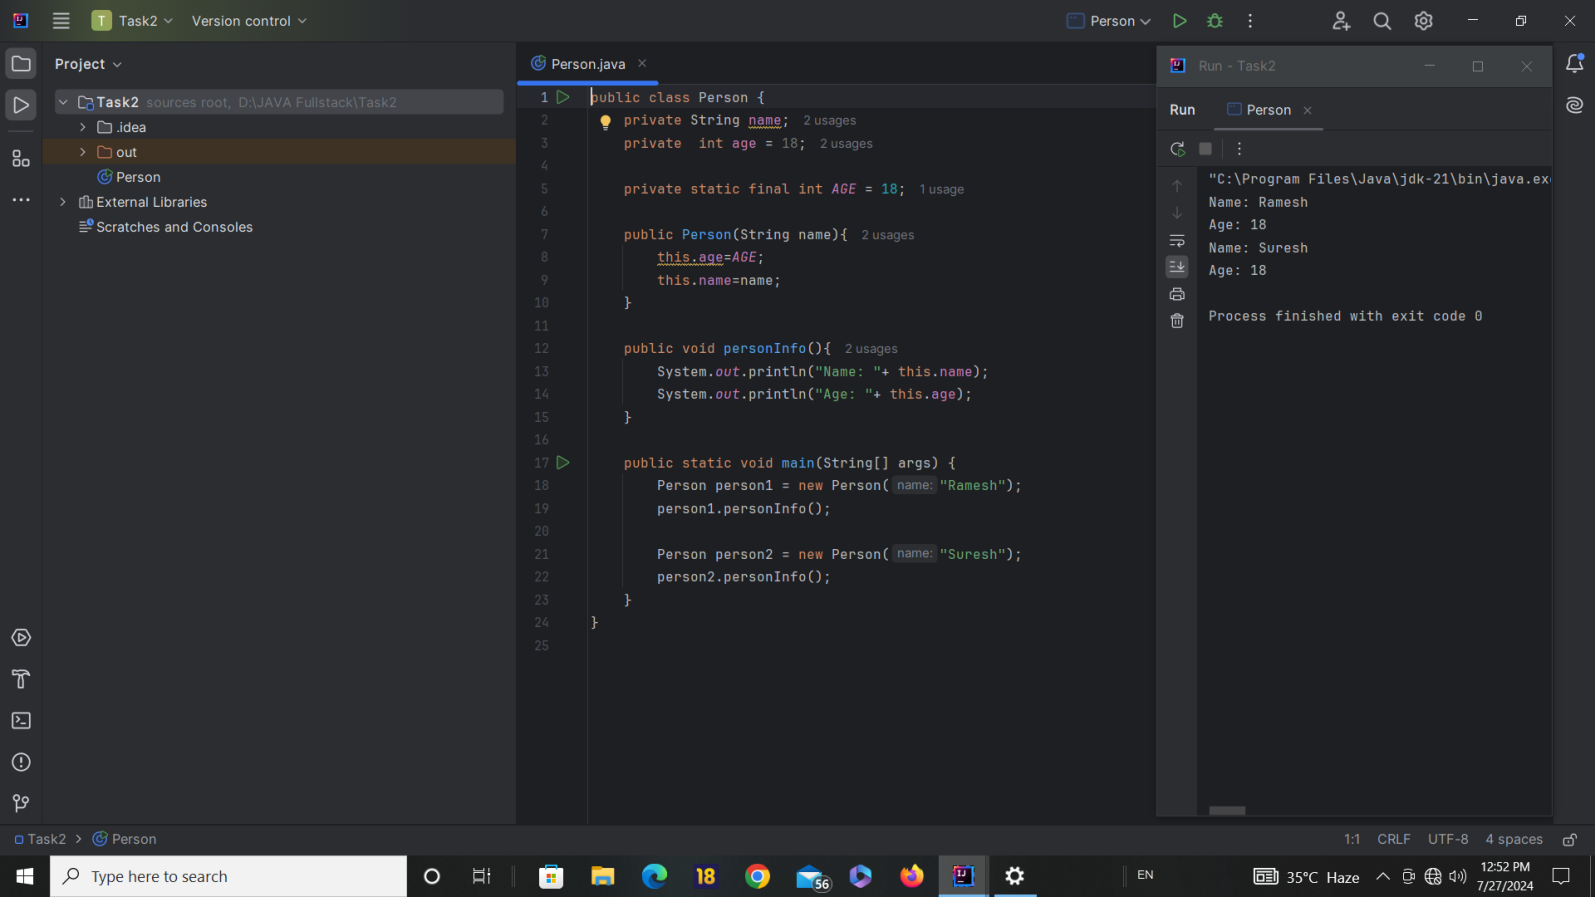 T Task2 Version control Person
Project
Task2 sources root, D:\JAVA Fullstack\Task2
.idea
out
Person
External Libraries
Scratches and Consoles
Person.java
1 public class Person {
2 private String name; 2 usages
3 private  int age = 18; 2 usages
4
5 private static final int AGE = 18; 1 usage
6
7 public Person(String name){ 2 usages
8 this.age=AGE;
9 this.name=name;
10 }
11
12 public void personInfo(){ 2 usages
13 System.out.println("Name: "+ this.name);
14 System.out.println("Age: "+ this.age);
15 }
16
17 public static void main(String[] args) {
18 Person person1 = new Person( name: "Ramesh");
19 person1.personInfo();
20
21 Person person2 = new Person( name: "Suresh");
22 person2.personInfo();
23 }
24 }
25
Run - Task2
Run Person
"C:\Program Files\Java\jdk-21\bin\java.ex
Name: Ramesh
Age: 18
Name: Suresh
Age: 18
Process finished with exit code 0
Task2 > Person
1:1 CRLF UTF-8 4 spaces
Type here to search
18
56
EN
35°C Haze
12:52 PM
7/27/2024